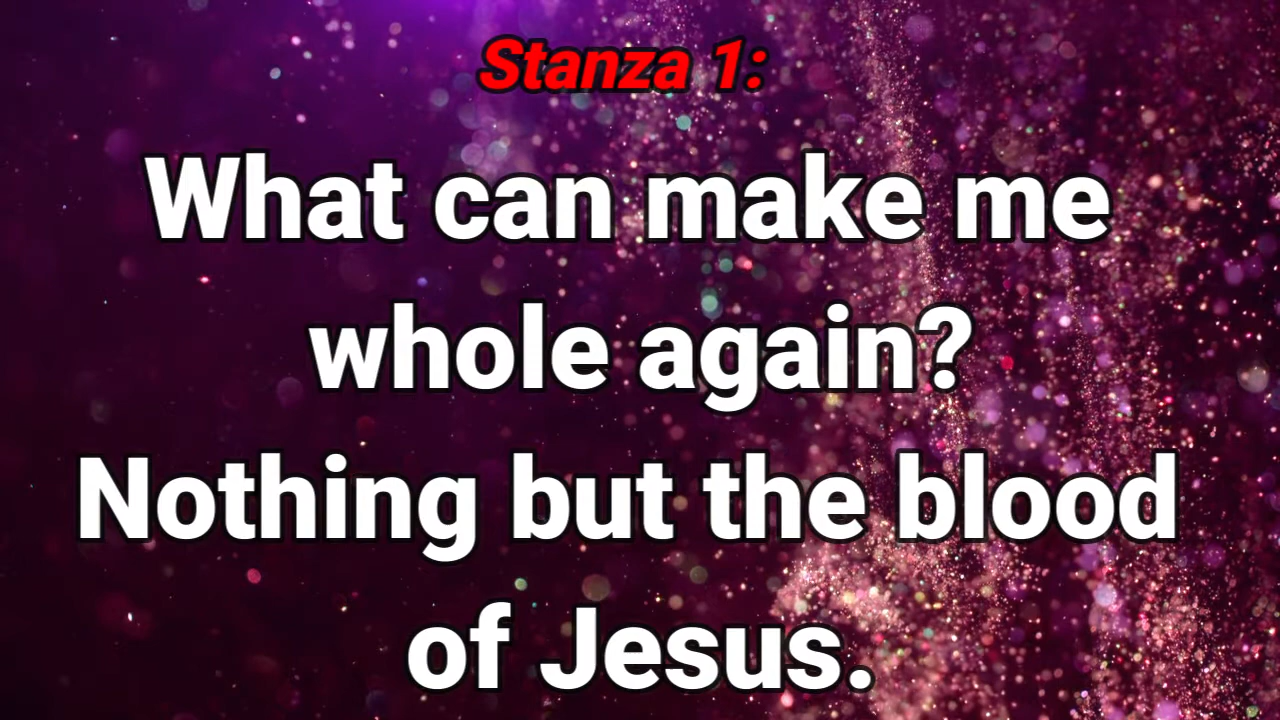 Stanza 1:
What can make me
whole again?
Nothing but the blood
of Jesus.